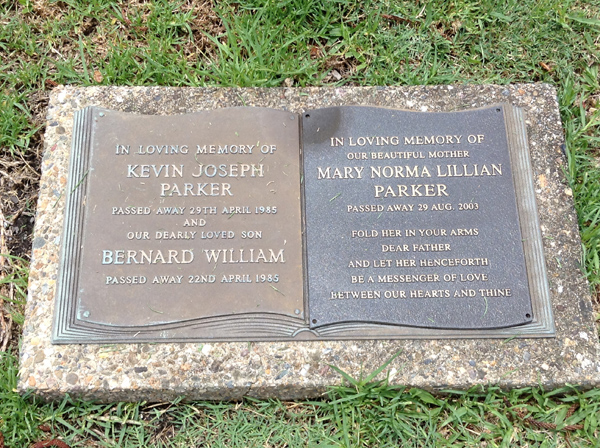 IN LOVING MEMORY OF
KEVIN JOSEPH
PARKER
PASSED AWAY 29TH APRIL 1985
AND
OUR DEARLY LOVED SON
BERNARD WILLIAM
PASSED AWAY 22ND APRIL 1985
IN LOVING MEMORY OF
OUR BEAUTIFUL MOTHER
MARY NORMA LILLIAN
PARKER
PASSED AWAY 29 AUG. 2003
FOLD HER IN YOUR ARMS
DEAR FATHER
AND LET HER HENCEFORTH
BE A MESSENGER OF LOVE
BETWEEN OUR HEARTS AND THINE